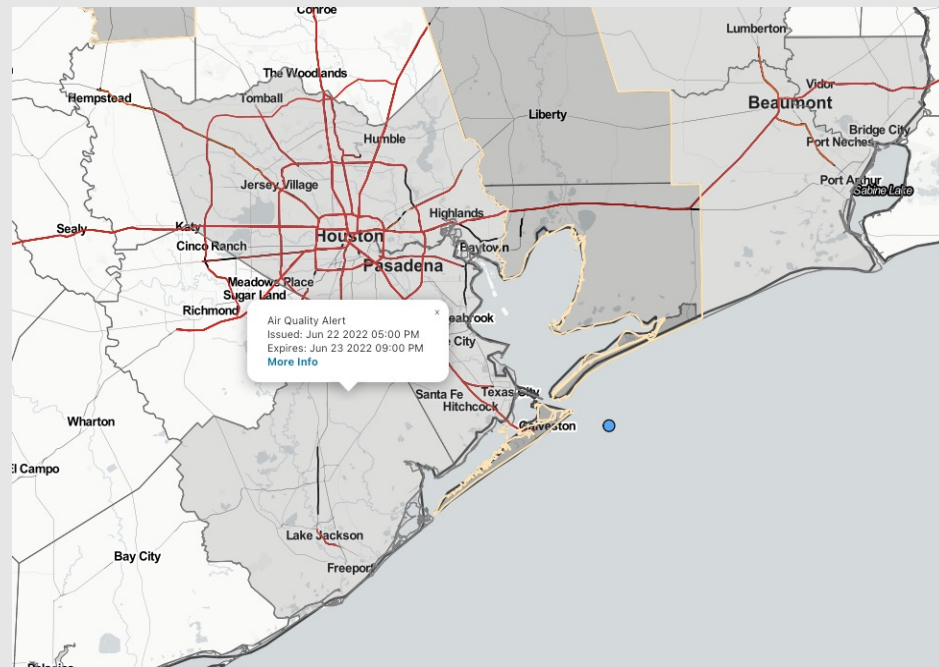 Conroe
Lumberton
The Woodlands
Hempstead
Tomball
Vidor
Beaumont
Liberty
Humble
Bridge City
Port Neches
Jersey Village
Port Arthur
Sabine Lake
Highlands
Sealy
Katy
Houston
Cinco Ranch
Baytown
Pasadena
Meadows Place
Sugar Land
Richmond
Air Quality Alert
×
Issued: Jun 22 2022 05:00 PM
Expires: Jun 23 2022 09:00 PM
More Info
eabrook
e City
Santa Fe
Texas City
Hitchcock
Wharton
Galveston
El Campo
Lake Jackson
Bay City
Freeport